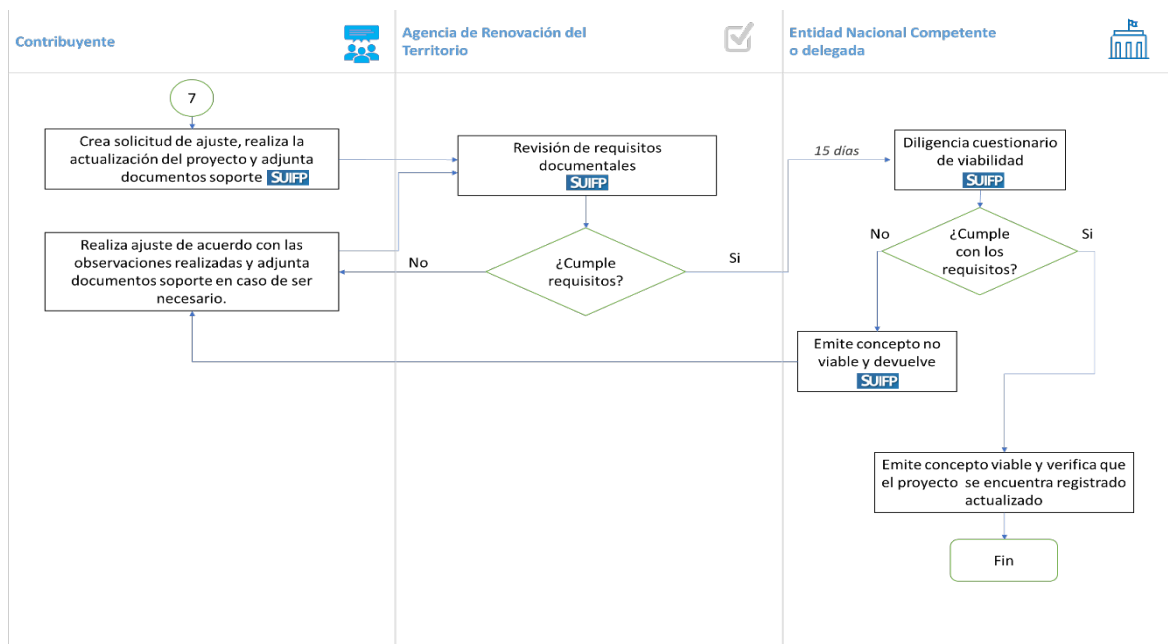 Contribuyente
Agencia de Renovación del
Territorio
Entidad Nacional Competente
o delegada
7
Crea solicitud de ajuste, realiza la
actualización del proyecto y adjunta
documentos soporte SUIFP
Revisión de requisitos
documentales
SUIFP
15 días
Diligencia cuestionario
de viabilidad
SUIFP
Realiza ajuste de acuerdo con las
observaciones realizadas y adjunta
documentos soporte en caso de ser
necesario.
No
¿Cumple
requisitos?
Si
No
¿Cumple
con los
requisitos?
Si
Emite concepto no
viable y devuelve
SUIFP
Emite concepto viable y verifica que
el proyecto se encuentra registrado
actualizado
Fin